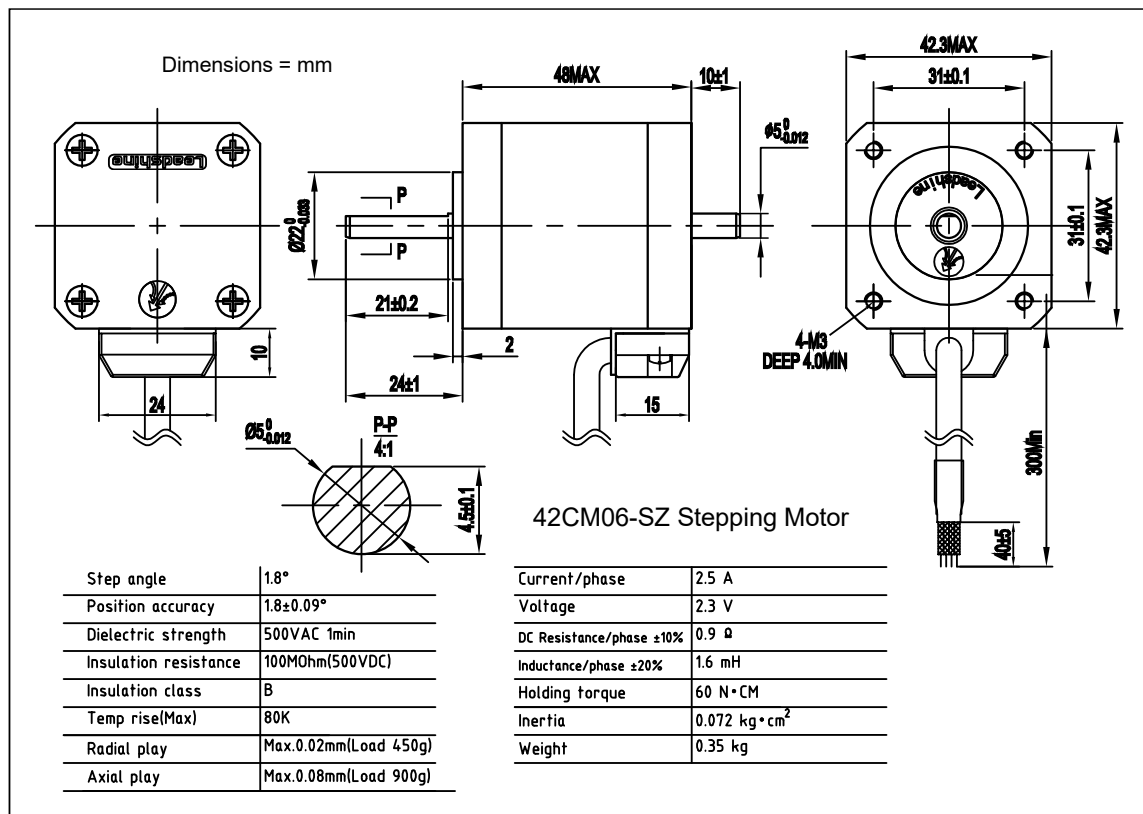 Dimensions = mm
48MAX
10±1
42.3MAX
31±0.1
Ø5 0 -0.012
Leadshine
P
P
Ø22 0 -0.033
21±0.2
2
24±1
10
24
15
Leadshine
31±0.1
42.3MAX
4-M3
DEEP 4.0MIN
300Min
40±5
Ø5 0 -0.012
P-P
4:1
4.5±0.1
42CM06-SZ Stepping Motor
Step angle 1.8°
Position accuracy 1.8±0.09°
Dielectric strength 500VAC 1min
Insulation resistance 100MOhm(500VDC)
Insulation class B
Temp rise(Max) 80K
Radial play Max.0.02mm(Load 450g)
Axial play Max.0.08mm(Load 900g)
Current/phase 2.5 A
Voltage 2.3 V
DC Resistance/phase ±10% 0.9 Ω
Inductance/phase ±20% 1.6 mH
Holding torque 60 N•CM
Inertia 0.072 kg•cm²
Weight 0.35 kg